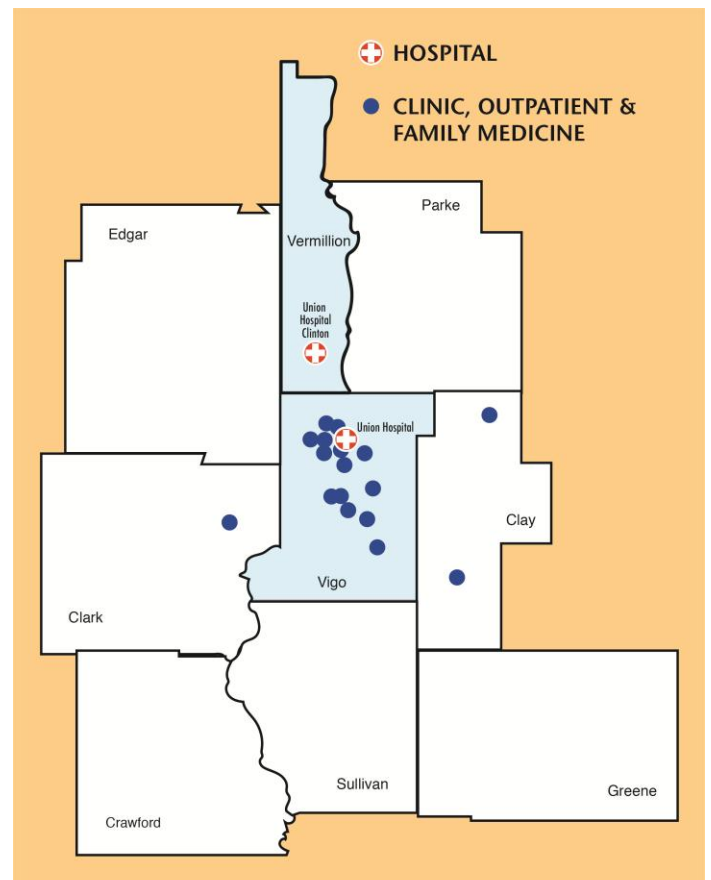 HOSPITAL
CLINIC, OUTPATIENT &
FAMILY MEDICINE
Parke
Edgar
Vermillion
Union
Hospital
Clinton
Union Hospital
Clay
Vigo
Clark
Sullivan
Greene
Crawford